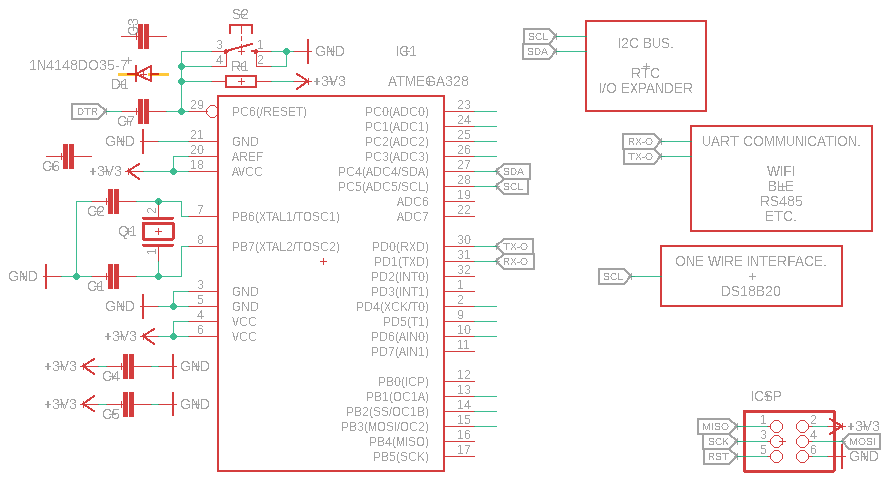 C3
S2
3
1
GND
4
2
IC1
1N4148DO35-7
D1
R1
+3V3
ATMEGA328
DTR
C7
29
PC6(/RESET)
GND
21
GND
20
AREF
C6
+3V3
18
AVCC
C2
7
PB6(XTAL1/TOSC1)
2
Q1
1
8
PB7(XTAL2/TOSC2)
GND
C1
3
GND
GND
5
GND
4
VCC
+3V3
6
VCC
+3V3
C4
GND
+3V3
C5
GND
PC0(ADC0)
23
PC1(ADC1)
24
PC2(ADC2)
25
PC3(ADC3)
26
PC4(ADC4/SDA)
27
SDA
PC5(ADC5/SCL)
28
SCL
ADC6
19
ADC7
22
PD0(RXD)
30
TX-O
PD1(TXD)
31
RX-O
PD2(INT0)
32
PD3(INT1)
1
PD4(XCK/T0)
2
PD5(T1)
9
PD6(AIN0)
10
PD7(AIN1)
11
PB0(ICP)
12
PB1(OC1A)
13
PB2(SS/OC1B)
14
PB3(MOSI/OC2)
15
PB4(MISO)
16
PB5(SCK)
17
SCL
SDA
I2C BUS.
RTC
I/O EXPANDER
RX-O
TX-O
UART COMMUNICATION.
WIFI
BLE
RS485
ETC.
SCL
ONE WIRE INTERFACE.
DS18B20
ICSP
MISO
1
2
+3V3
SCK
3
4
MOSI
RST
5
6
GND